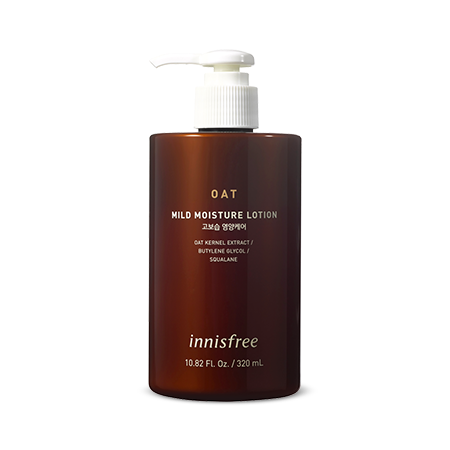 OAT
MILD MOISTURE LOTION
고보습 영양케어
OAT KERNEL EXTRACT /
BUTYLENE GLYCOL /
SQUALANE
innisfree
10.82 FL Oz. / 320 mL